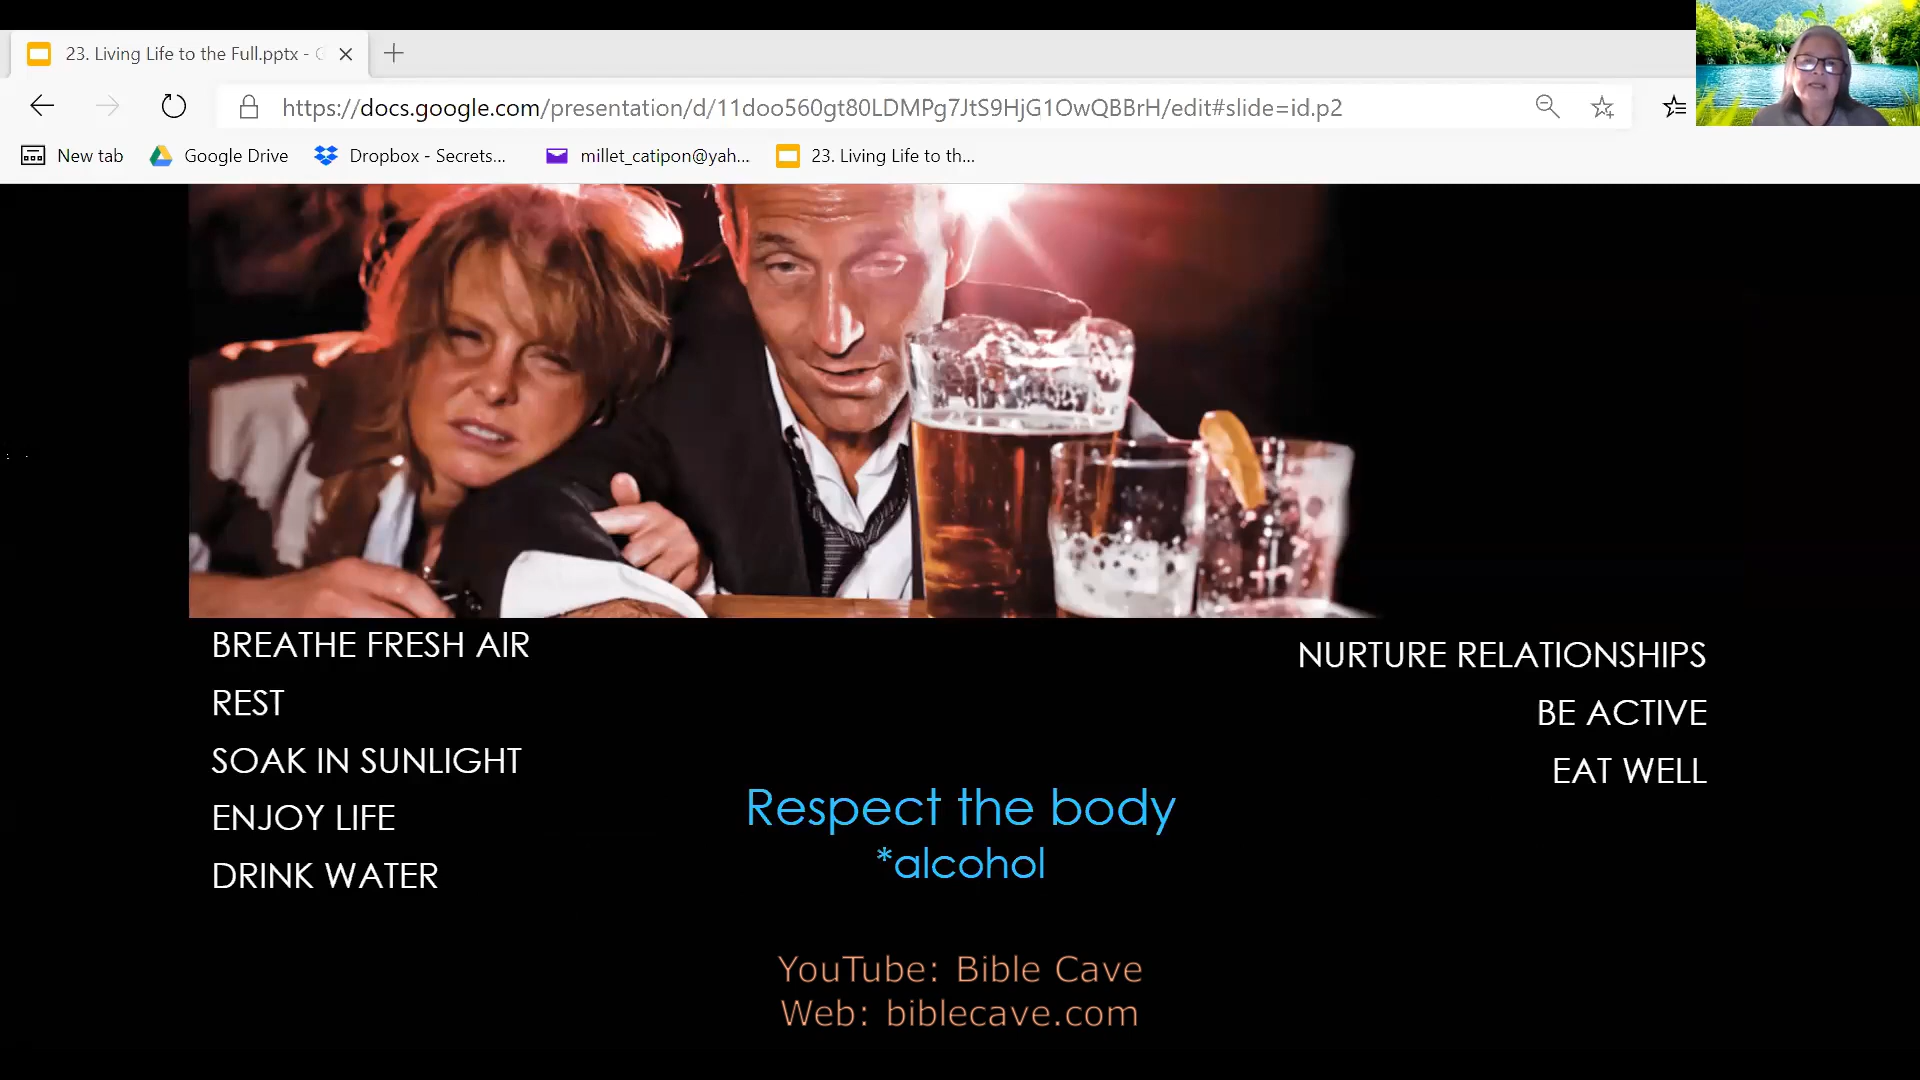 23. Living Life to the Full.pptx - G
https://docs.google.com/presentation/d/11doo560gt80LDMPg7JtS9HjG1OwQBBrH/edit#slide=id.p2
New tab
Google Drive
Dropbox - Secrets...
millet_catipon@yah...
23. Living Life to th...
BREATHE FRESH AIR
REST
SOAK IN SUNLIGHT
ENJOY LIFE
DRINK WATER
NURTURE RELATIONSHIPS
BE ACTIVE
EAT WELL
Respect the body
*alcohol
YouTube: Bible Cave
Web: biblecave.com